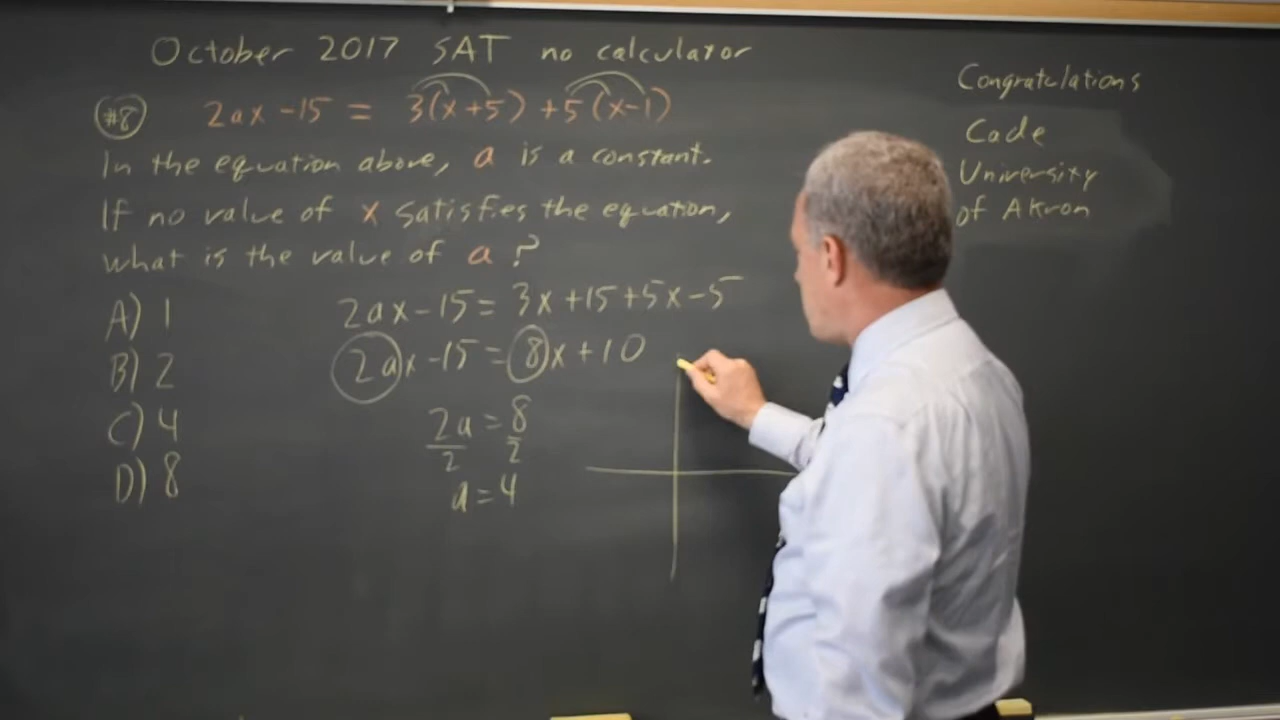 October 2017 SAT no calculator
#8 2ax -15 = 3(x+5) +5(x-1)
In the equation above, a is a constant.
If no value of x satisfies the equation,
what is the value of a ?
A) 1
B) 2
C) 4
D) 8
2ax-15 = 3x +15 +5x -5
2ax -15 = 8x +10
2a = 8
2 2
a = 4
Congratulations
Cade
University
of Akron